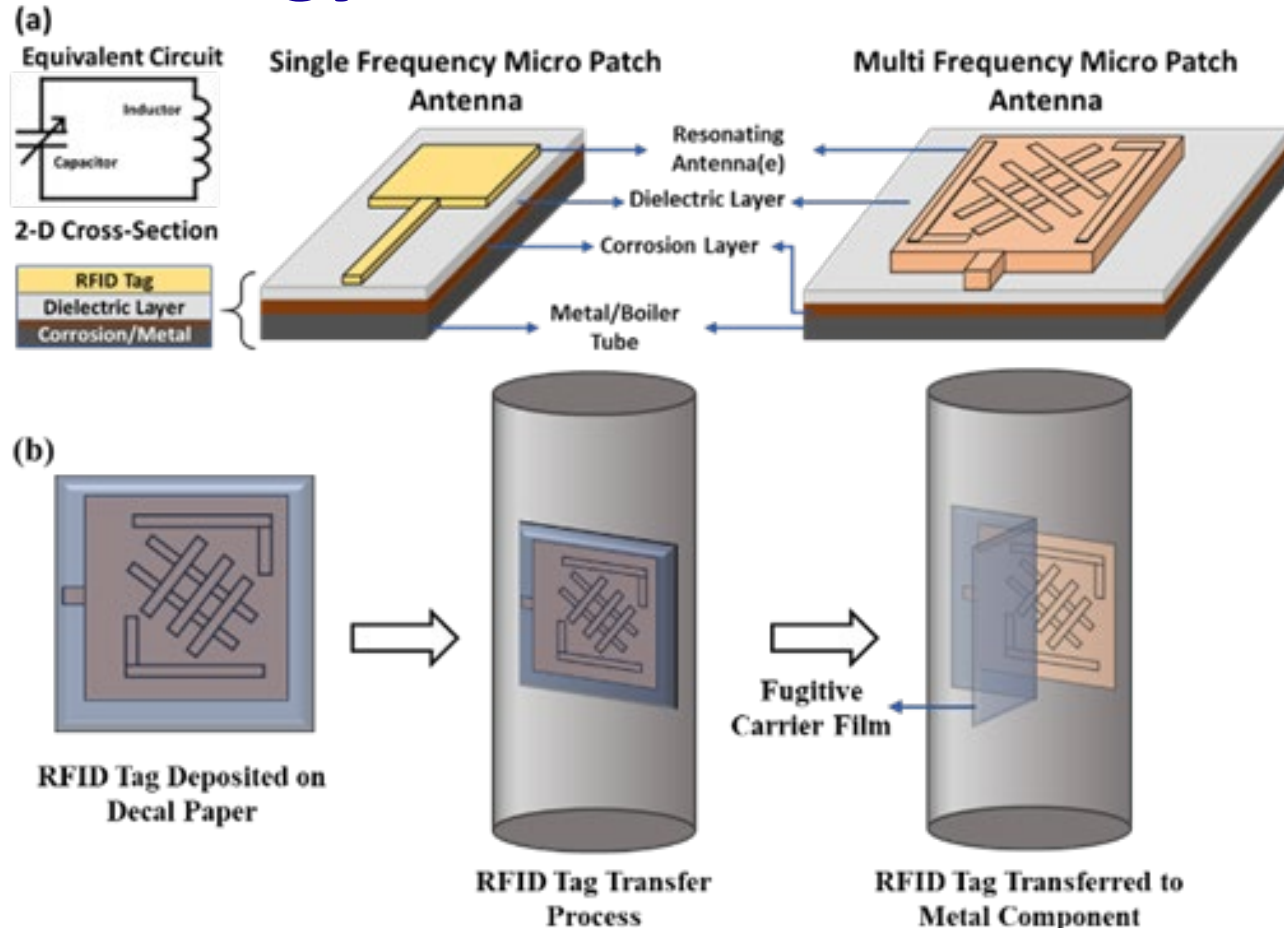 (a)
Equivalent Circuit
Inductor
Capacitor
2-D Cross-Section
RFID Tag
Dielectric Layer
Corrosion/Metal
Single Frequency Micro Patch
Antenna
Multi Frequency Micro Patch
Antenna
Resonating
Antenna(e)
Dielectric Layer
Corrosion Layer
Metal/Boiler
Tube
(b)
RFID Tag Deposited on
Decal Paper
RFID Tag Transfer
Process
Fugitive
Carrier Film
RFID Tag Transferred to
Metal Component